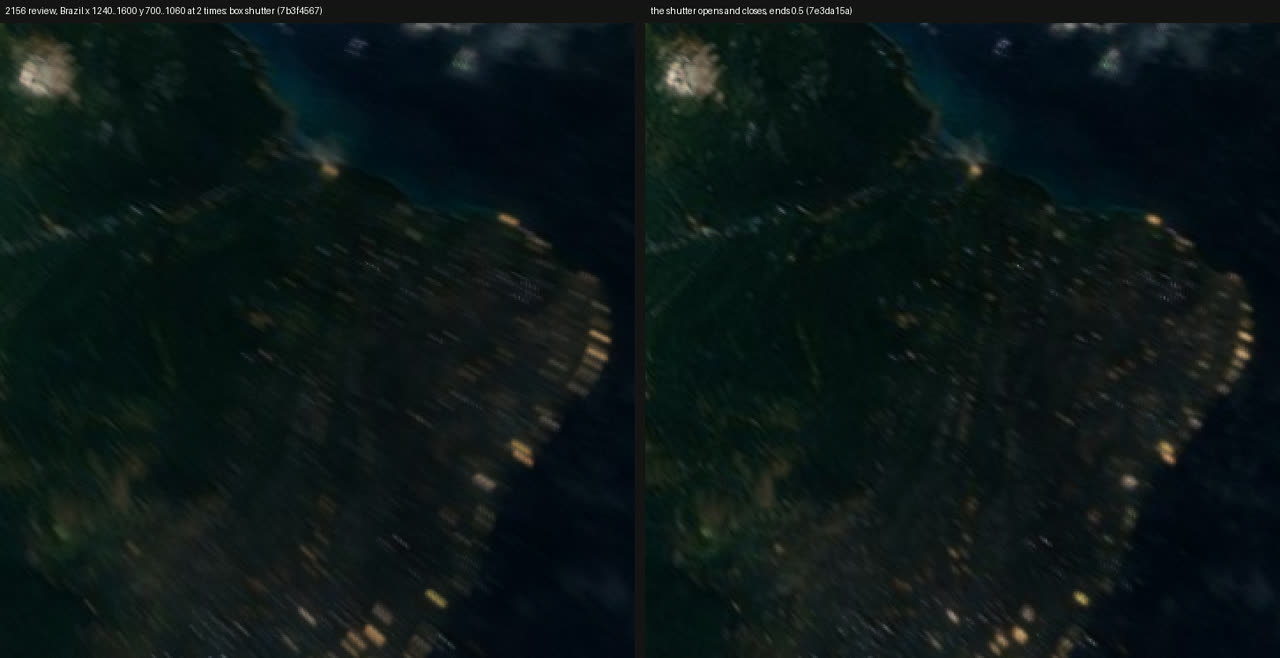 2156 review, Brazil x 1240..1600 y 700..1060 at 2 times: box shutter (7b3f4567)
the shutter opens and closes, ends 0.5 (7e3da15a)